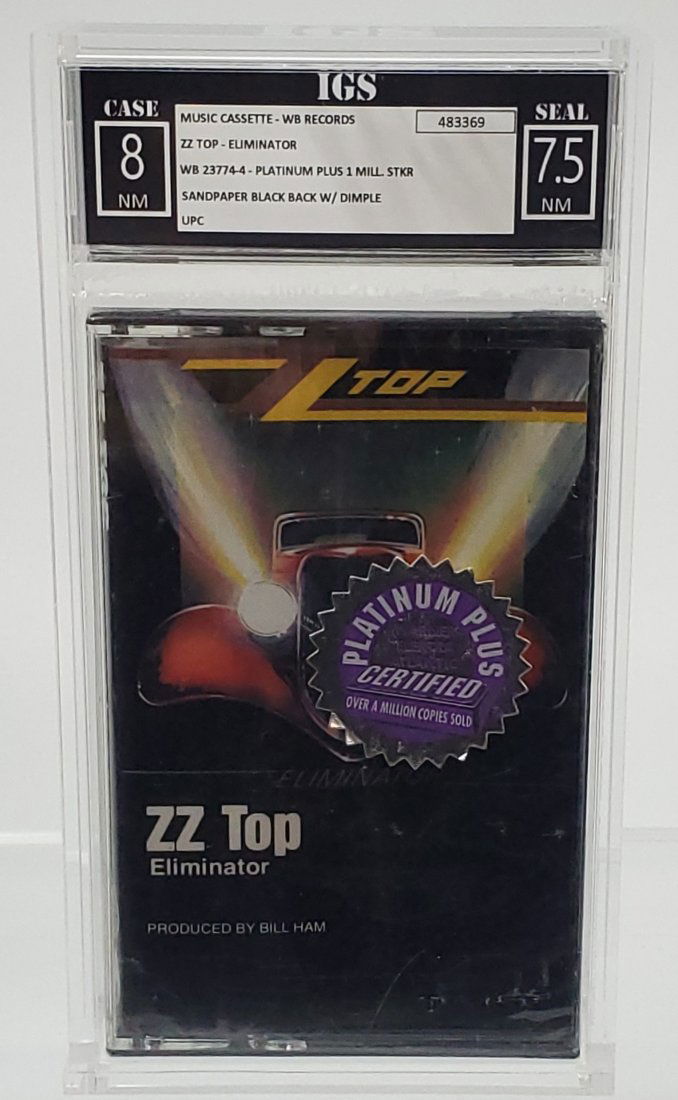 IGS
CASE
8
NM
MUSIC CASSETTE - WB RECORDS
483369
ZZ TOP - ELIMINATOR
WB 23774-4 - PLATINUM PLUS 1 MILL. STKR
SANDPAPER BLACK BACK W/ DIMPLE
UPC
SEAL
7.5
NM
ZZ TOP
PLATINUM PLUS
CERTIFIED
OVER A MILLION COPIES SOLD
ELIMINATOR
ZZ Top
Eliminator
PRODUCED BY BILL HAM